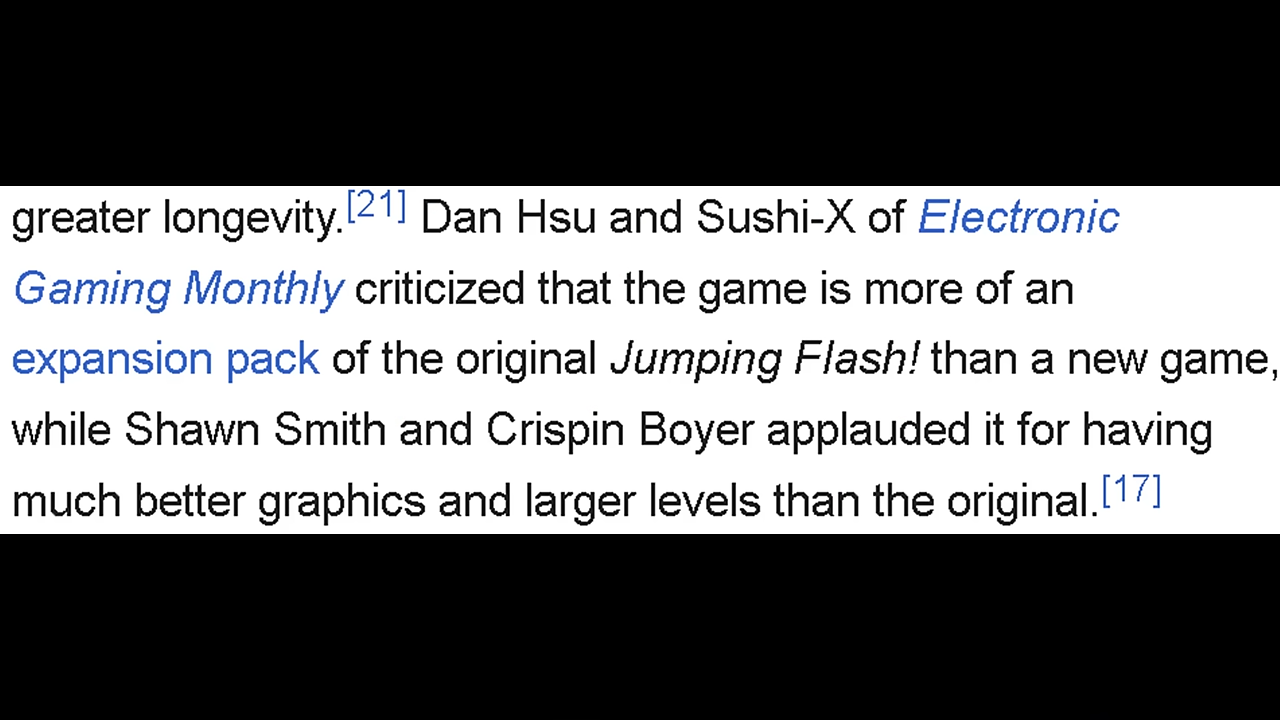 greater longevity.[21] Dan Hsu and Sushi-X of Electronic
Gaming Monthly criticized that the game is more of an
expansion pack of the original Jumping Flash! than a new game,
while Shawn Smith and Crispin Boyer applauded it for having
much better graphics and larger levels than the original.[17]